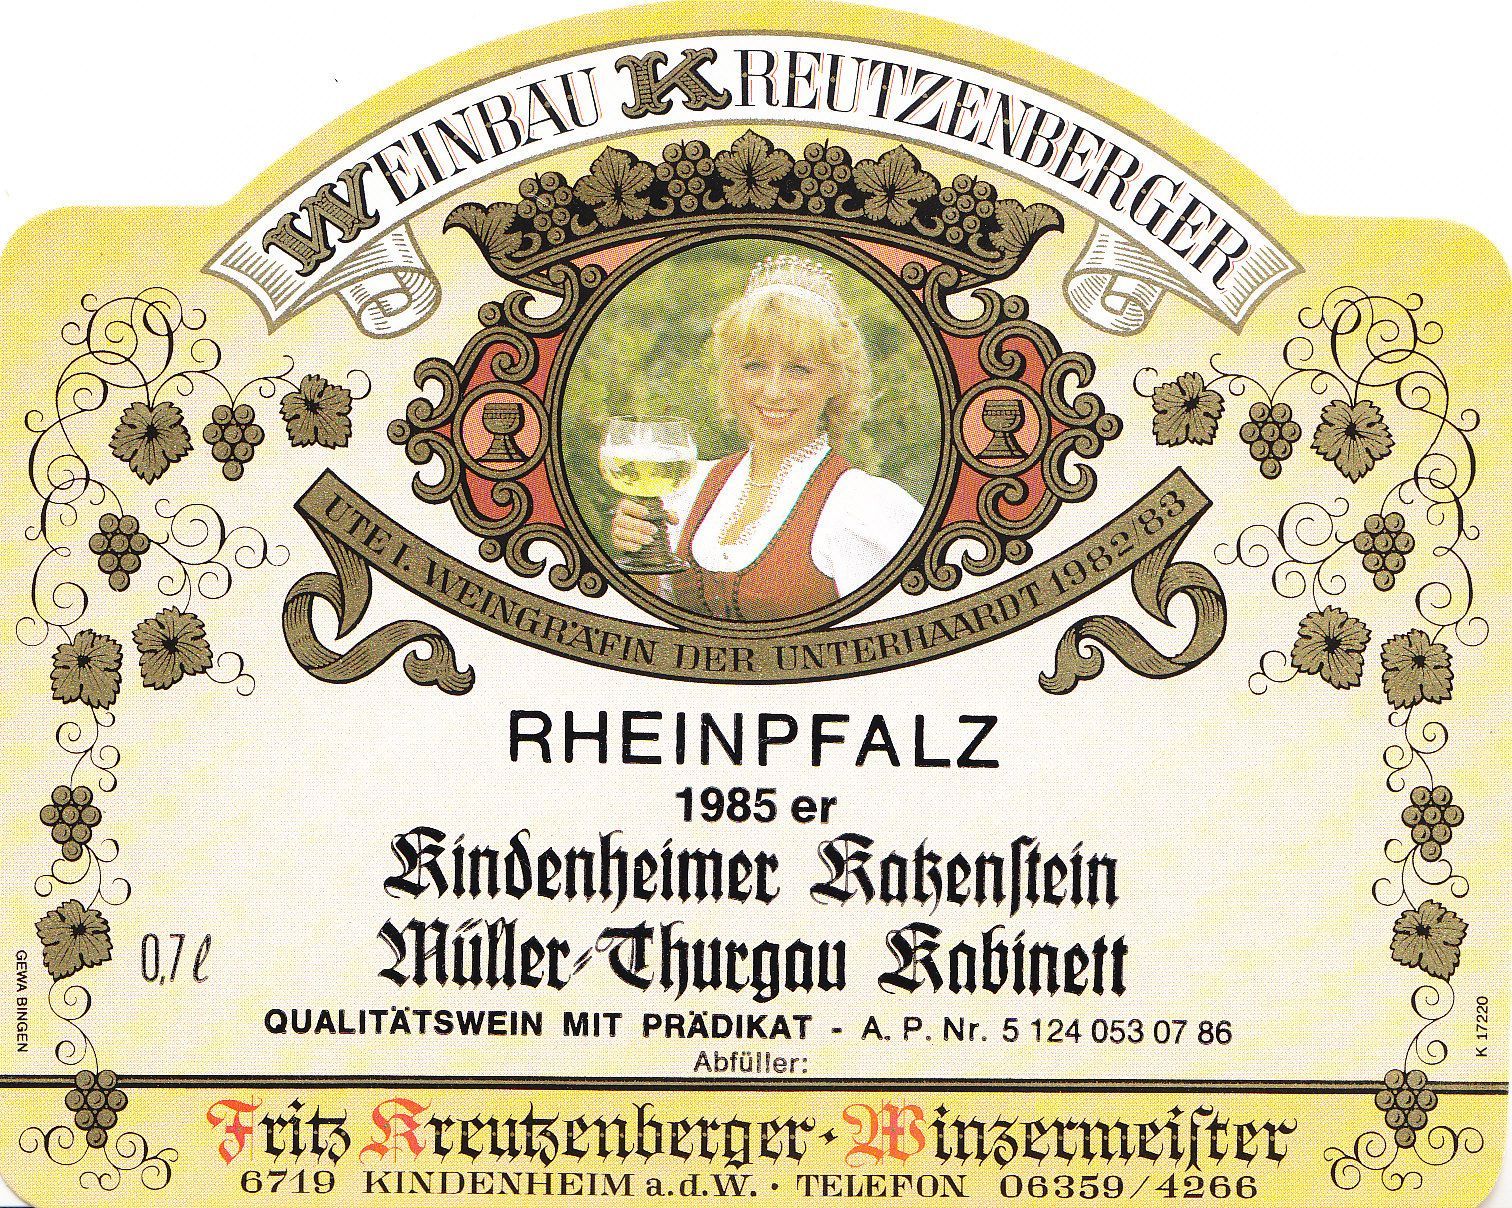 WEINBAU KREUTZENBERGER
UTE I. WEINGRÄFIN DER UNTERHAARDT 1982/83
RHEINPFALZ
1985 er
Kindenheimer Katzenstein
Müller-Thurgau Kabinett
0,7 ℓ
QUALITÄTSWEIN MIT PRÄDIKAT - A. P. Nr. 5 124 053 07 86
Abfüller:
Fritz Kreutzenberger · Winzermeister
6719 KINDENHEIM a.d.W. · TELEFON 06359/4266
GEWA BINGEN
K 17220